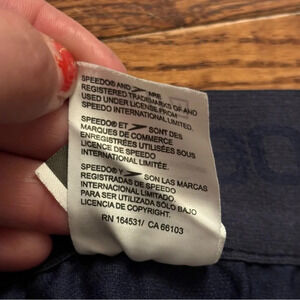 SPEEDO® AND ARE
REGISTERED TRADEMARKS OF AND
USED UNDER LICENSE FROM
SPEEDO INTERNATIONAL LIMITED.
SPEEDO® ET SONT DES
MARQUES DE COMMERCE
ENREGISTRÉES UTILISÉES SOUS
LICENCE DE SPEEDO
INTERNATIONAL LIMITÉE
SPEEDO® Y SON LAS MARCAS
REGISTRADAS DE SPEEDO
INTERNACIONAL LIMITADO.
PARA SER UTILIZADA SÓLO BAJO
LICENCIA DE COPYRIGHT.
RN 164531/ CA 66103